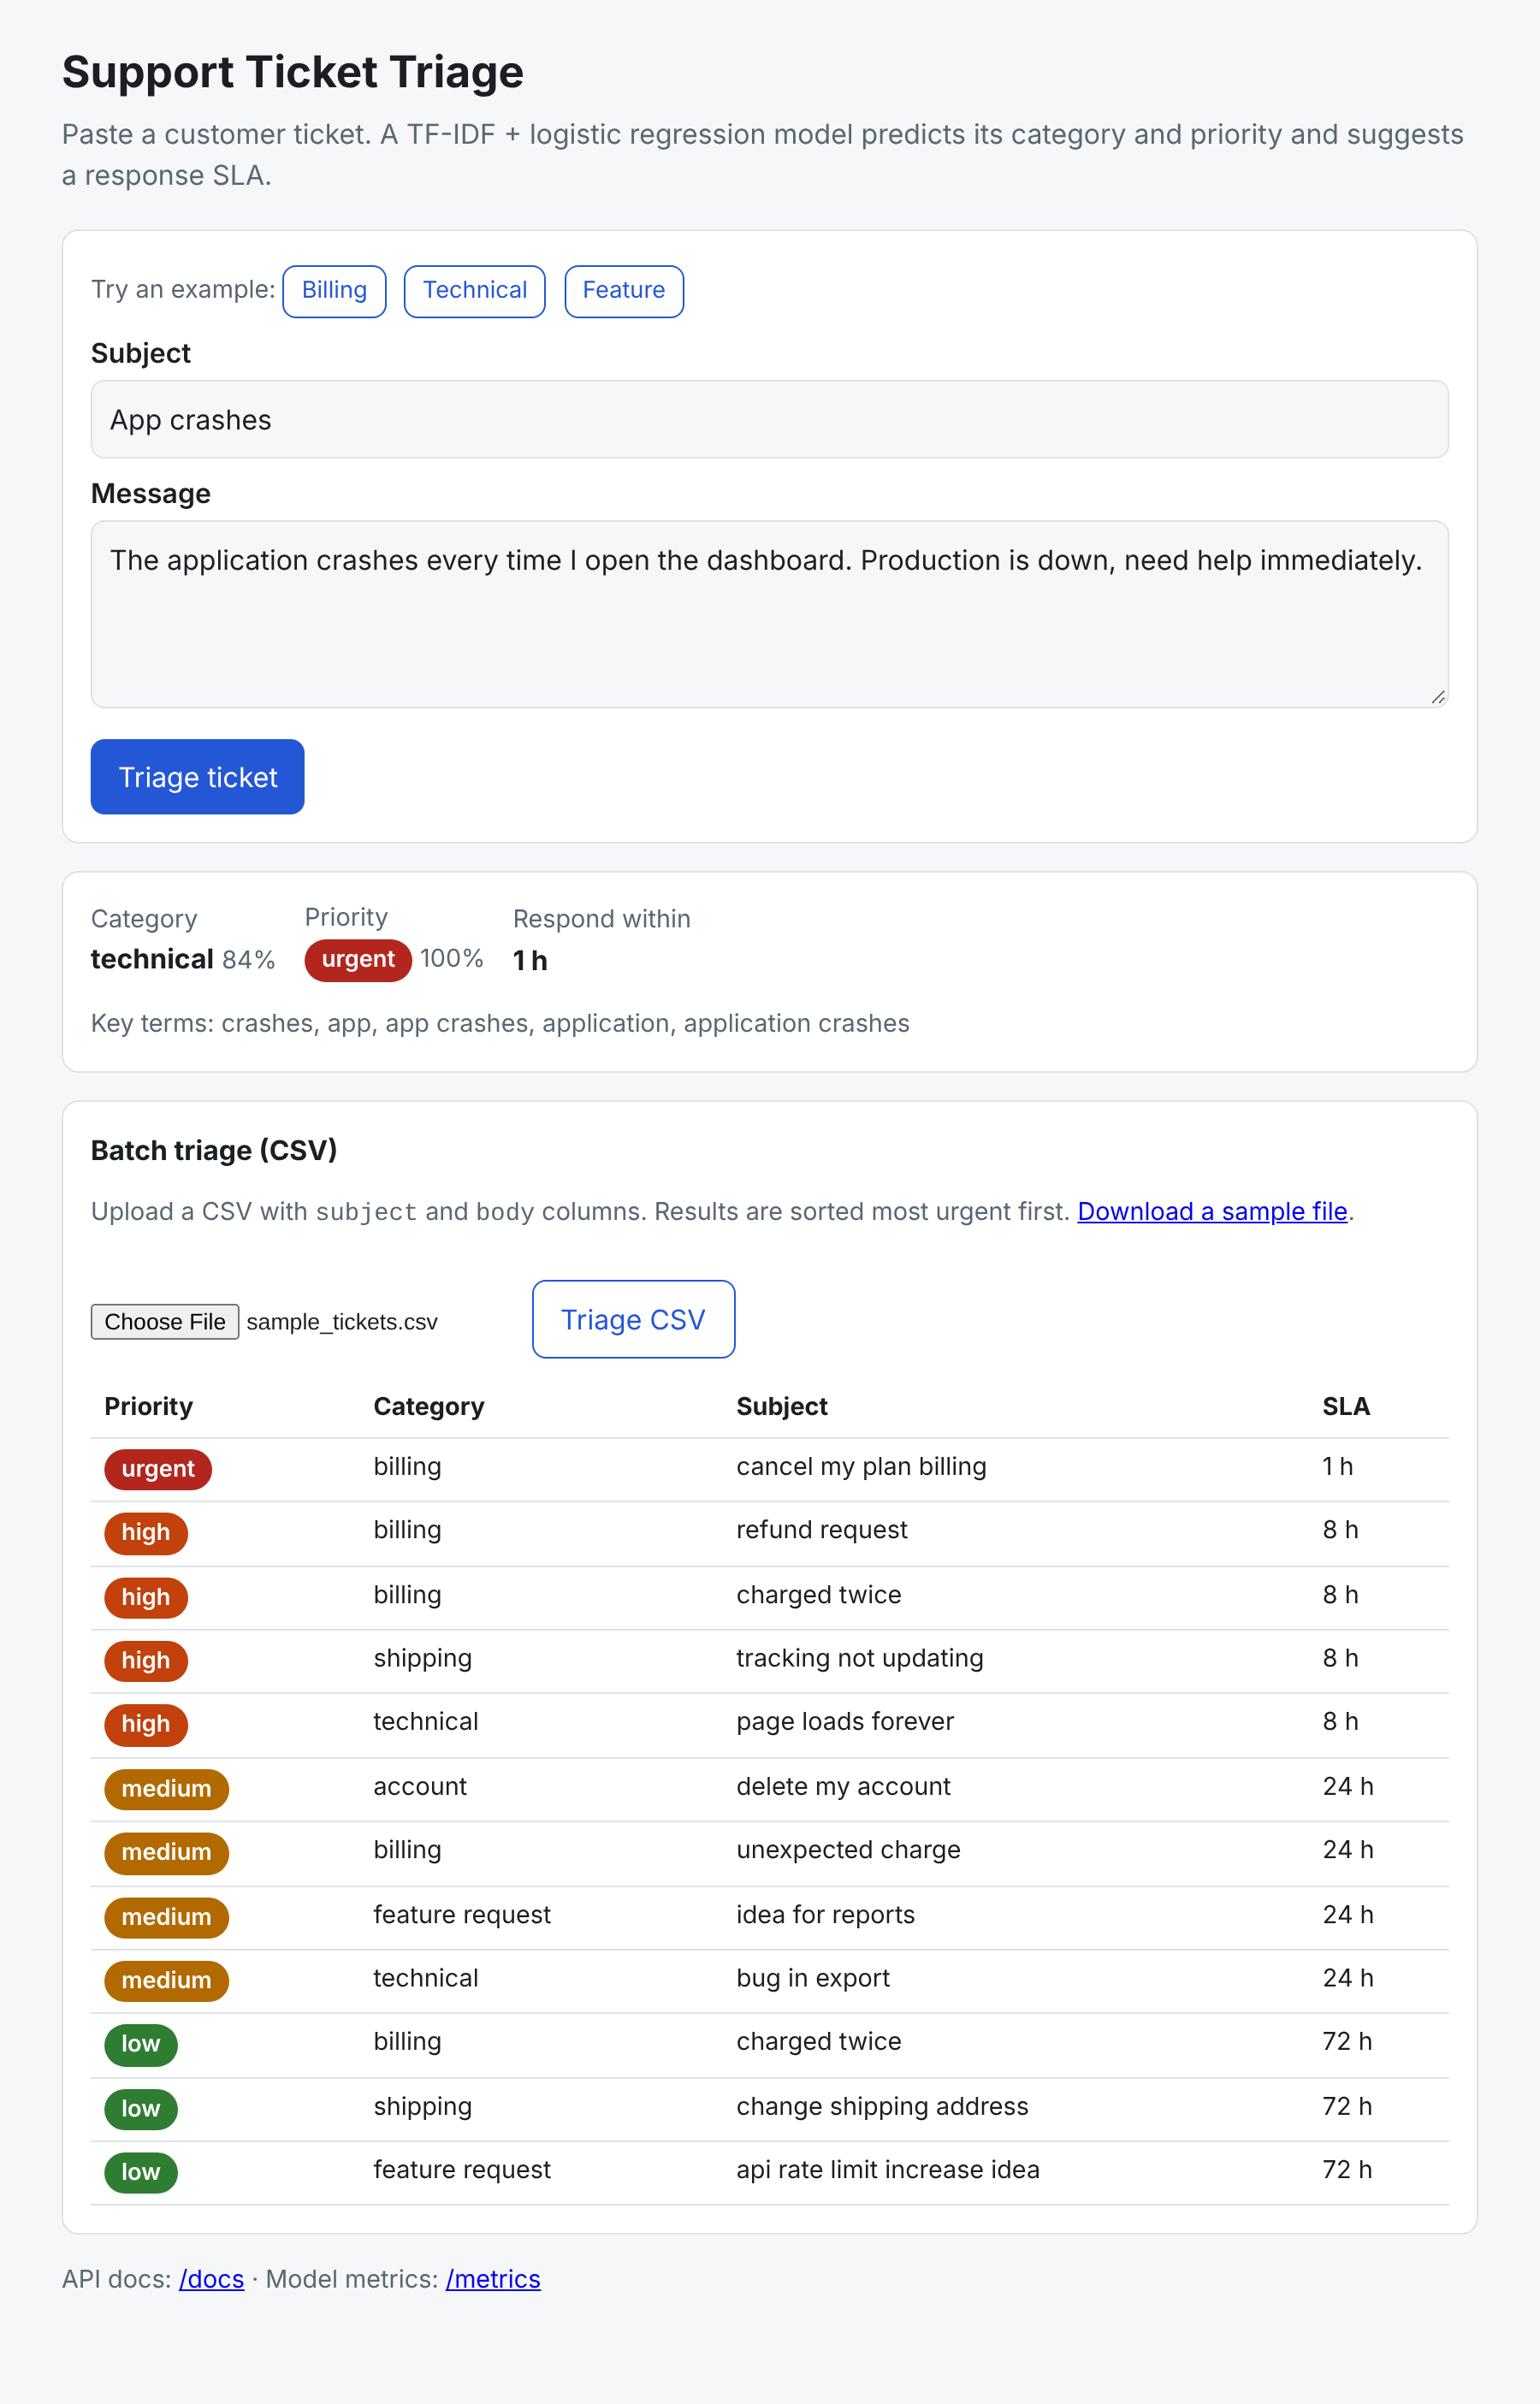 Support Ticket Triage
Paste a customer ticket. A TF-IDF + logistic regression model predicts its category and priority and suggests
a response SLA.
Try an example: Billing Technical Feature
Subject
App crashes
Message
The application crashes every time I open the dashboard. Production is down, need help immediately.
Triage ticket
Category Priority Respond within
technical 84% urgent 100% 1 h
Key terms: crashes, app, app crashes, application, application crashes
Batch triage (CSV)
Upload a CSV with subject and body columns. Results are sorted most urgent first. Download a sample file.
Choose File sample_tickets.csv Triage CSV
Priority Category Subject SLA
urgent billing cancel my plan billing 1 h
high billing refund request 8 h
high billing charged twice 8 h
high shipping tracking not updating 8 h
high technical page loads forever 8 h
medium account delete my account 24 h
medium billing unexpected charge 24 h
medium feature request idea for reports 24 h
medium technical bug in export 24 h
low billing charged twice 72 h
low shipping change shipping address 72 h
low feature request api rate limit increase idea 72 h
API docs: /docs · Model metrics: /metrics